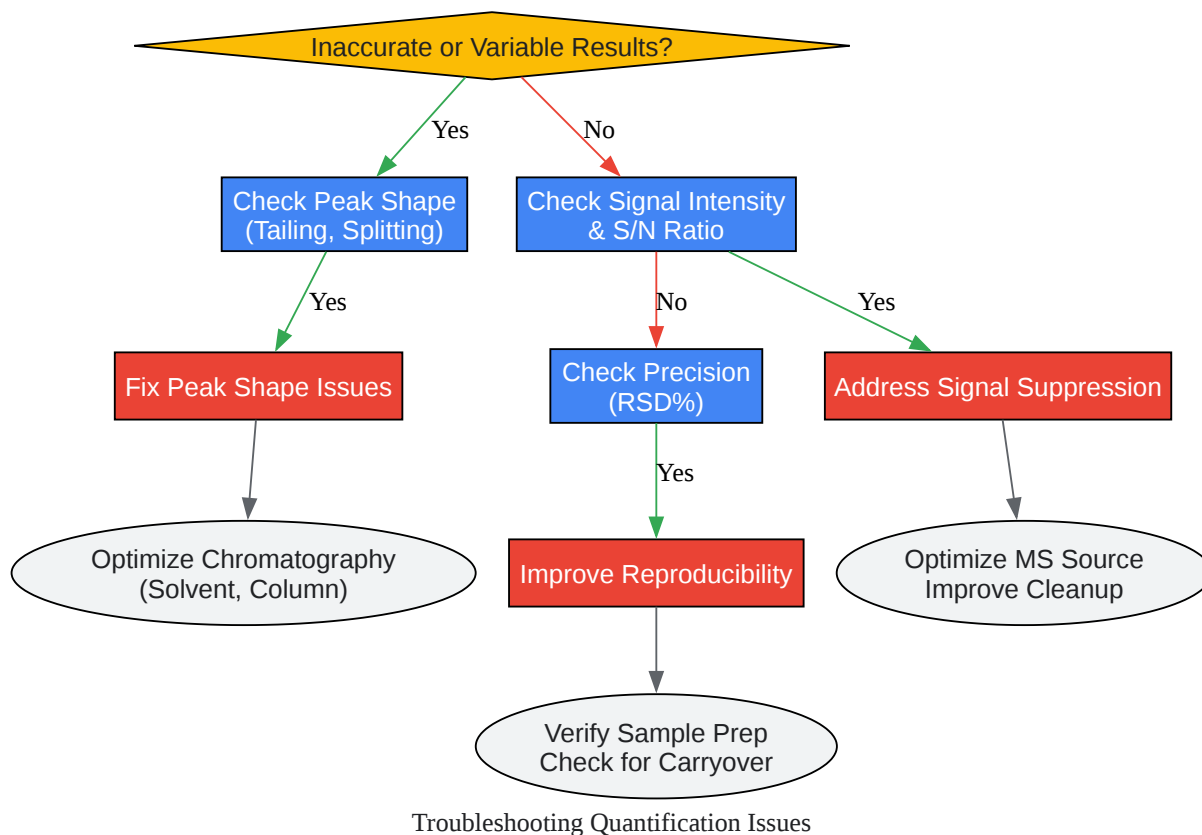 Inaccurate or Variable Results?
Yes
No
Check Peak Shape
(Tailing, Splitting)
Check Signal Intensity
& S/N Ratio
Yes
No
Yes
Fix Peak Shape Issues
Check Precision
(RSD%)
Address Signal Suppression
Yes
Optimize Chromatography
(Solvent, Column)
Improve Reproducibility
Optimize MS Source
Improve Cleanup
Verify Sample Prep
Check for Carryover
Troubleshooting Quantification Issues